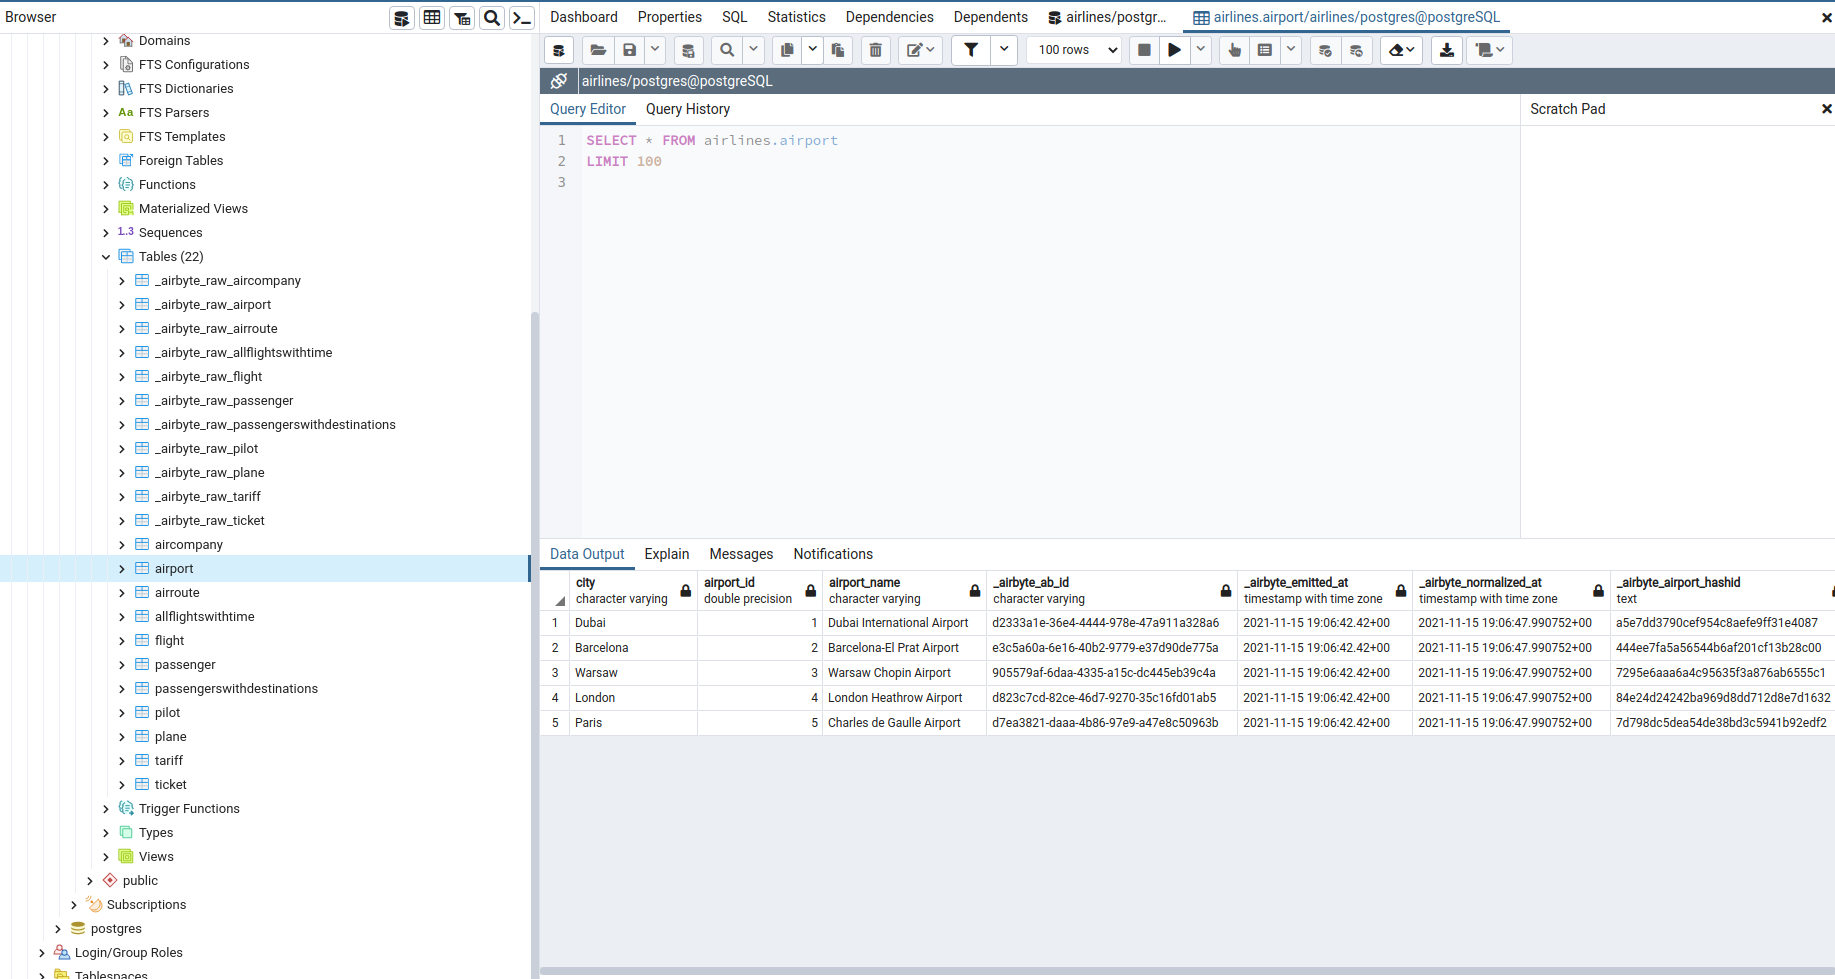 Browser
Domains
FTS Configurations
FTS Dictionaries
Aa FTS Parsers
FTS Templates
Foreign Tables
Functions
Materialized Views
1..3 Sequences
Tables (22)
_airbyte_raw_aircompany
_airbyte_raw_airport
_airbyte_raw_airroute
_airbyte_raw_allflightswithtime
_airbyte_raw_flight
_airbyte_raw_passenger
_airbyte_raw_passengerswithdestinations
_airbyte_raw_pilot
_airbyte_raw_plane
_airbyte_raw_tariff
_airbyte_raw_ticket
aircompany
airport
airroute
allflightswithtime
flight
passenger
passengerswithdestinations
pilot
plane
tariff
ticket
Trigger Functions
Types
Views
public
Subscriptions
postgres
Login/Group Roles
Tablespaces
Dashboard Properties SQL Statistics Dependencies Dependents airlines/postgr... airlines.airport/airlines/postgres@postgreSQL
100 rows
airlines/postgres@postgreSQL
Query Editor Query History
Scratch Pad
1 SELECT * FROM airlines.airport
2 LIMIT 100
3
Data Output Explain Messages Notifications
city airport_id airport_name _airbyte_ab_id _airbyte_emitted_at _airbyte_normalized_at _airbyte_airport_hashid
character varying double precision character varying character varying timestamp with time zone timestamp with time zone text
1 Dubai 1 Dubai International Airport d2333a1e-36e4-4444-978e-47a911a328a6 2021-11-15 19:06:42.42+00 2021-11-15 19:06:47.990752+00 a5e7dd3790cef954c8aefe9ff31e4087
2 Barcelona 2 Barcelona-El Prat Airport e3c5a60a-6e16-40b2-9779-e37d90de775a 2021-11-15 19:06:42.42+00 2021-11-15 19:06:47.990752+00 444ee7fa5a56544b6af201cf13b28c00
3 Warsaw 3 Warsaw Chopin Airport 905579af-6daa-4335-a15c-dc445eb39c4a 2021-11-15 19:06:42.42+00 2021-11-15 19:06:47.990752+00 7295e6aaa6a4c95635f3a876ab6555c1
4 London 4 London Heathrow Airport d823c7cd-82ce-46d7-9270-35c16fd01ab5 2021-11-15 19:06:42.42+00 2021-11-15 19:06:47.990752+00 84e24d24242ba969d8dd712d8e7d1632
5 Paris 5 Charles de Gaulle Airport d7ea3821-daaa-4b86-97e9-a47e8c50963b 2021-11-15 19:06:42.42+00 2021-11-15 19:06:47.990752+00 7d798dc5dea54de38bd3c5941b92edf2